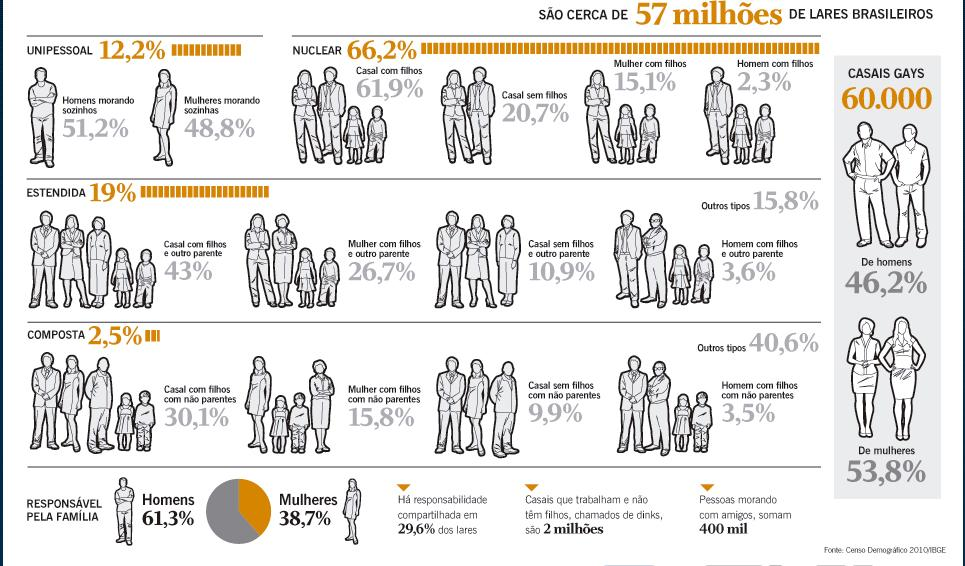 SÃO CERCA DE 57 milhões DE LARES BRASILEIROS
UNIPESSOAL 12,2%
Homens morando
sozinhos
51,2%
Mulheres morando
sozinhas
48,8%
NUCLEAR 66,2%
Casal com filhos
61,9%
Casal sem filhos
20,7%
Mulher com filhos
15,1%
Homem com filhos
2,3%
ESTENDIDA 19%
Outros tipos 15,8%
Casal com filhos
e outro parente
43%
Mulher com filhos
e outro parente
26,7%
Casal sem filhos
e outro parente
10,9%
Homem com filhos
e outro parente
3,6%
COMPOSTA 2,5%
Outros tipos 40,6%
Casal com filhos
com não parentes
30,1%
Mulher com filhos
com não parentes
15,8%
Casal sem filhos
com não parentes
9,9%
Homem com filhos
com não parentes
3,5%
RESPONSÁVEL
PELA FAMÍLIA
Homens
61,3%
Mulheres
38,7%
Há responsabilidade
compartilhada em
29,6% dos lares
Casais que trabalham e não
têm filhos, chamados de dinks,
são 2 milhões
Pessoas morando
com amigos, somam
400 mil
CASAIS GAYS
60.000
De homens
46,2%
De mulheres
53,8%
Fonte: Censo Demográfico 2010/IBGE